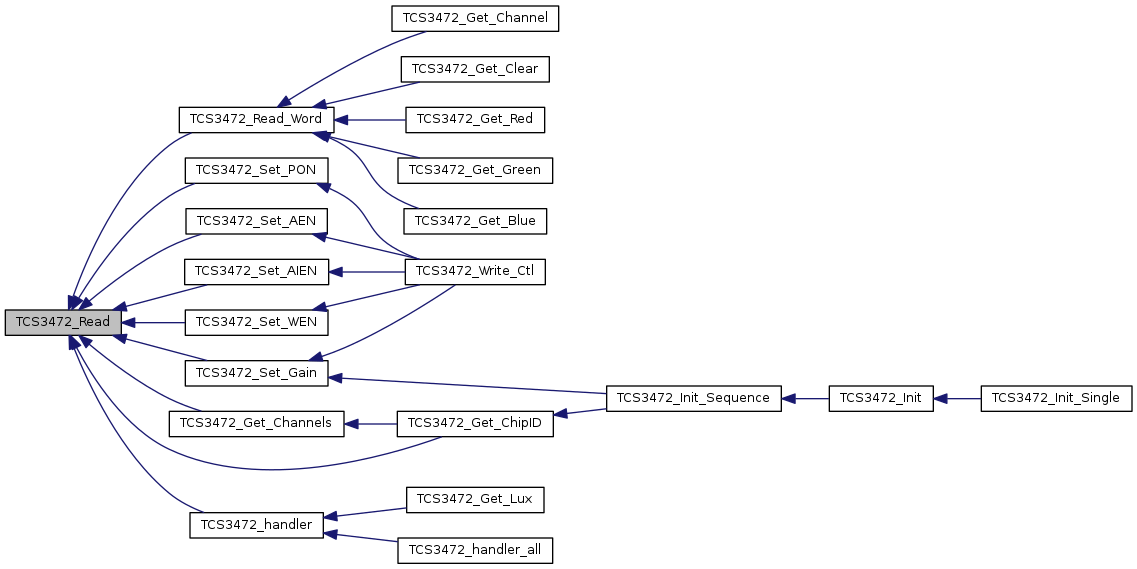 TCS3472_Get_Channel
TCS3472_Get_Clear
TCS3472_Read_Word
TCS3472_Get_Red
TCS3472_Set_PON
TCS3472_Get_Green
TCS3472_Set_AEN
TCS3472_Get_Blue
TCS3472_Set_AIEN
TCS3472_Write_Ctl
TCS3472_Read
TCS3472_Set_WEN
TCS3472_Set_Gain
TCS3472_Init_Sequence
TCS3472_Init
TCS3472_Init_Single
TCS3472_Get_Channels
TCS3472_Get_ChipID
TCS3472_Get_Lux
TCS3472_handler
TCS3472_handler_all